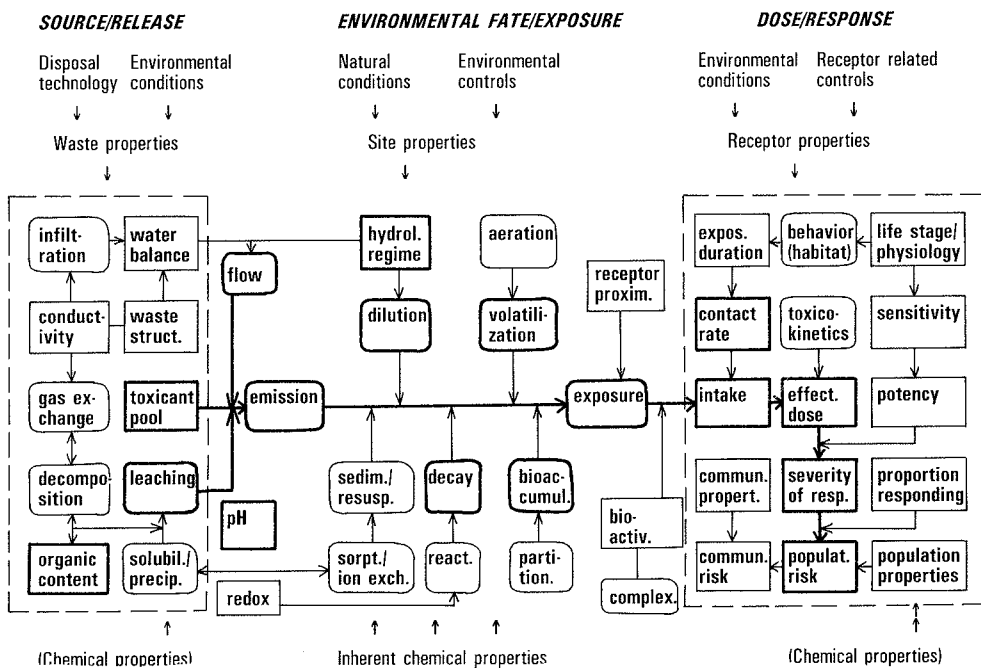 SOURCE/RELEASE
ENVIRONMENTAL FATE/EXPOSURE
DOSE/RESPONSE
Disposal
technology
Environmental
conditions
Natural
conditions
Environmental
controls
Environmental
conditions
Receptor related
controls
Waste properties
Site properties
Receptor properties
infilt-
ration
water
balance
flow
hydrol.
regime
aeration
receptor
proxim.
expos.
duration
behavior
(habitat)
life stage/
physiology
conduct-
ivity
waste
struct.
dilution
volatili-
zation
contact
rate
toxico-
kinetics
sensitivity
gas ex-
change
toxicant
pool
emission
exposure
intake
effect.
dose
potency
decompo-
sition
leaching
sedim./
resusp.
decay
bioac-
cumul.
commun.
propert.
severity
of resp.
proportion
responding
pH
bio-
activ.
organic
content
solubil./
precip.
sorpt./
ion exch.
react.
parti-
tion.
commun.
risk
populat.
risk
population
properties
redox
complex.
(Chemical properties)
Inherent chemical properties
(Chemical properties)